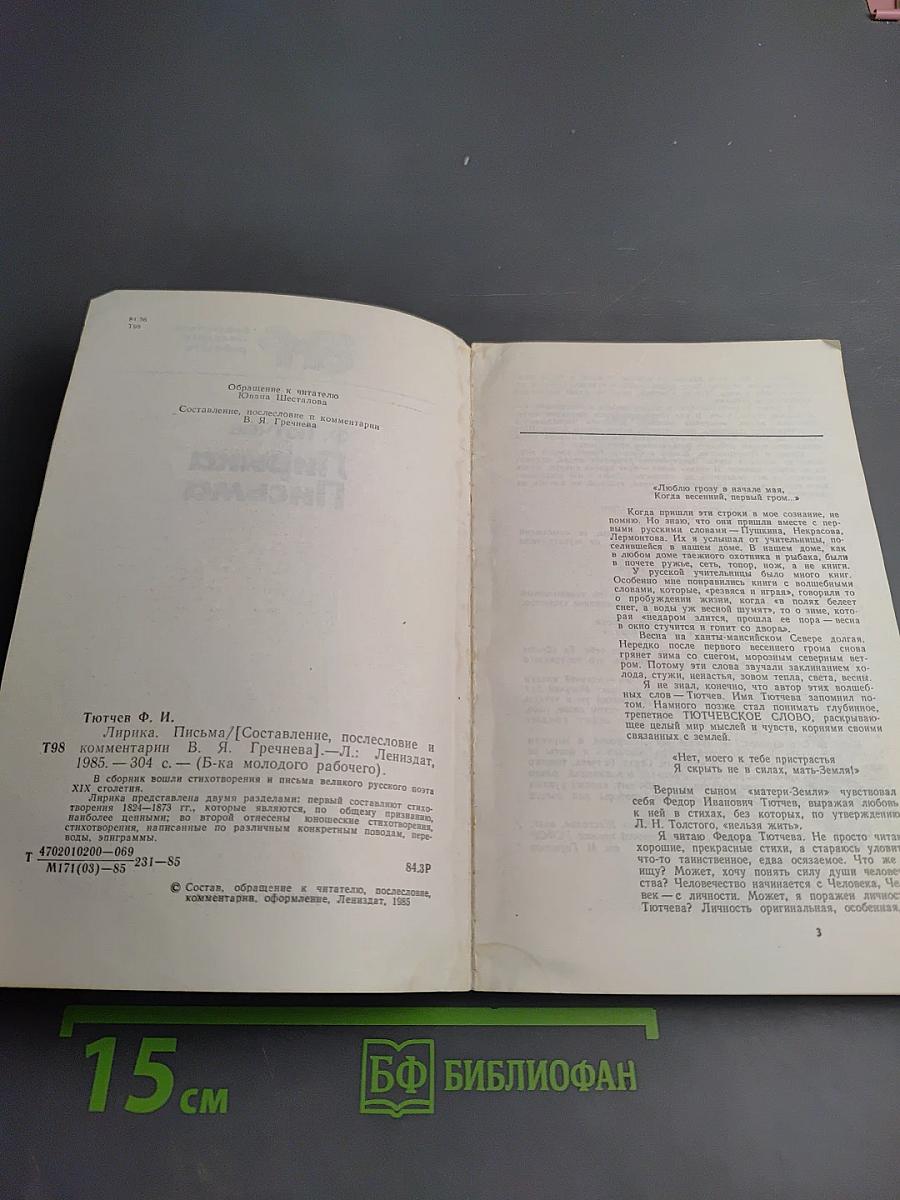 84.3Р
Т98
Обращение к читателю
Ювана Шесталова
Составление, послесловие и комментарии
В. Я. Гречнева
Тютчев Ф. И.
Лирика. Письма/[Составление, послесловие и
Т98 комментарии В. Я. Гречнева].—Л.: Лениздат,
1985. — 304 с. — (Б-ка молодого рабочего).
В сборник вошли стихотворения и письма великого русского поэта
XIX столетия.
Лирика представлена двумя разделами: первый составляют стихо-
творения 1824—1873 гг., которые являются, по общему признанию,
наиболее ценными; во второй отнесены юношеские стихотворения,
стихотворения, написанные по различным конкретным поводам, пере-
воды, эпиграммы.
Т 4702010200—069
М171(03)—85 231—85
84.3Р
© Состав, обращение к читателю, послесловие,
комментарии, оформление, Лениздат, 1985
«Люблю грозу в начале мая,
Когда весенний, первый гром...»
Когда пришли эти строки в мое сознание, не
помню. Но знаю, что они пришли вместе с пер-
выми русскими словами — Пушкина, Некрасова,
Лермонтова. Их я услышал от учительницы, по-
селившейся в нашем доме. В нашем доме, как
в любом доме таежного охотника и рыбака, были
в почете ружье, сеть, топор, нож, а не книги.
У русской учительницы было много книг.
Особенно мне понравились книги с волшебными
словами, которые, «резвяся и играя», говорили то
о пробуждении жизни, когда «в полях белеет
снег, а воды уж весной шумят», то о зиме, кото-
рая «недаром злится, прошла ее пора — весна
в окно стучится и гонит со двора».
Весна на ханты-мансийском Севере долгая.
Нередко после первого весеннего грома снова
грянет зима со снегом, морозным северным вет-
ром. Потому эти слова звучали заклинанием хо-
лода, стужи, ненастья, зовом тепла, света, весны.
Я не знал, конечно, что автор этих волшеб-
ных слов — Тютчев. Имя Тютчева запомнил по-
том. Намного позже стал понимать глубинное,
трепетное ТЮТЧЕВСКОЕ СЛОВО, раскрываю-
щее целый мир мыслей и чувств, корнями своими
связанных с землей.
«Нет, моего к тебе пристрастья
Я скрыть не в силах, мать-Земля!»
Верным сыном «матери-Земли» чувствовал
себя Федор Иванович Тютчев, выражая любовь
к ней в стихах, без которых, по утверждению
Л. Н. Толстого, «нельзя жить».
Я читаю Федора Тютчева. Не просто читаю
хорошие, прекрасные стихи, а стараюсь уловит
что-то таинственное, едва осязаемое. Что же
ищу? Может, хочу понять силу души человеч
ства? Человечество начинается с Человека, Чел
век — с личности. Может, я поражен личнос
Тютчева? Личность оригинальная, особенная.
3
15 см
БФ БИБЛИОФАН